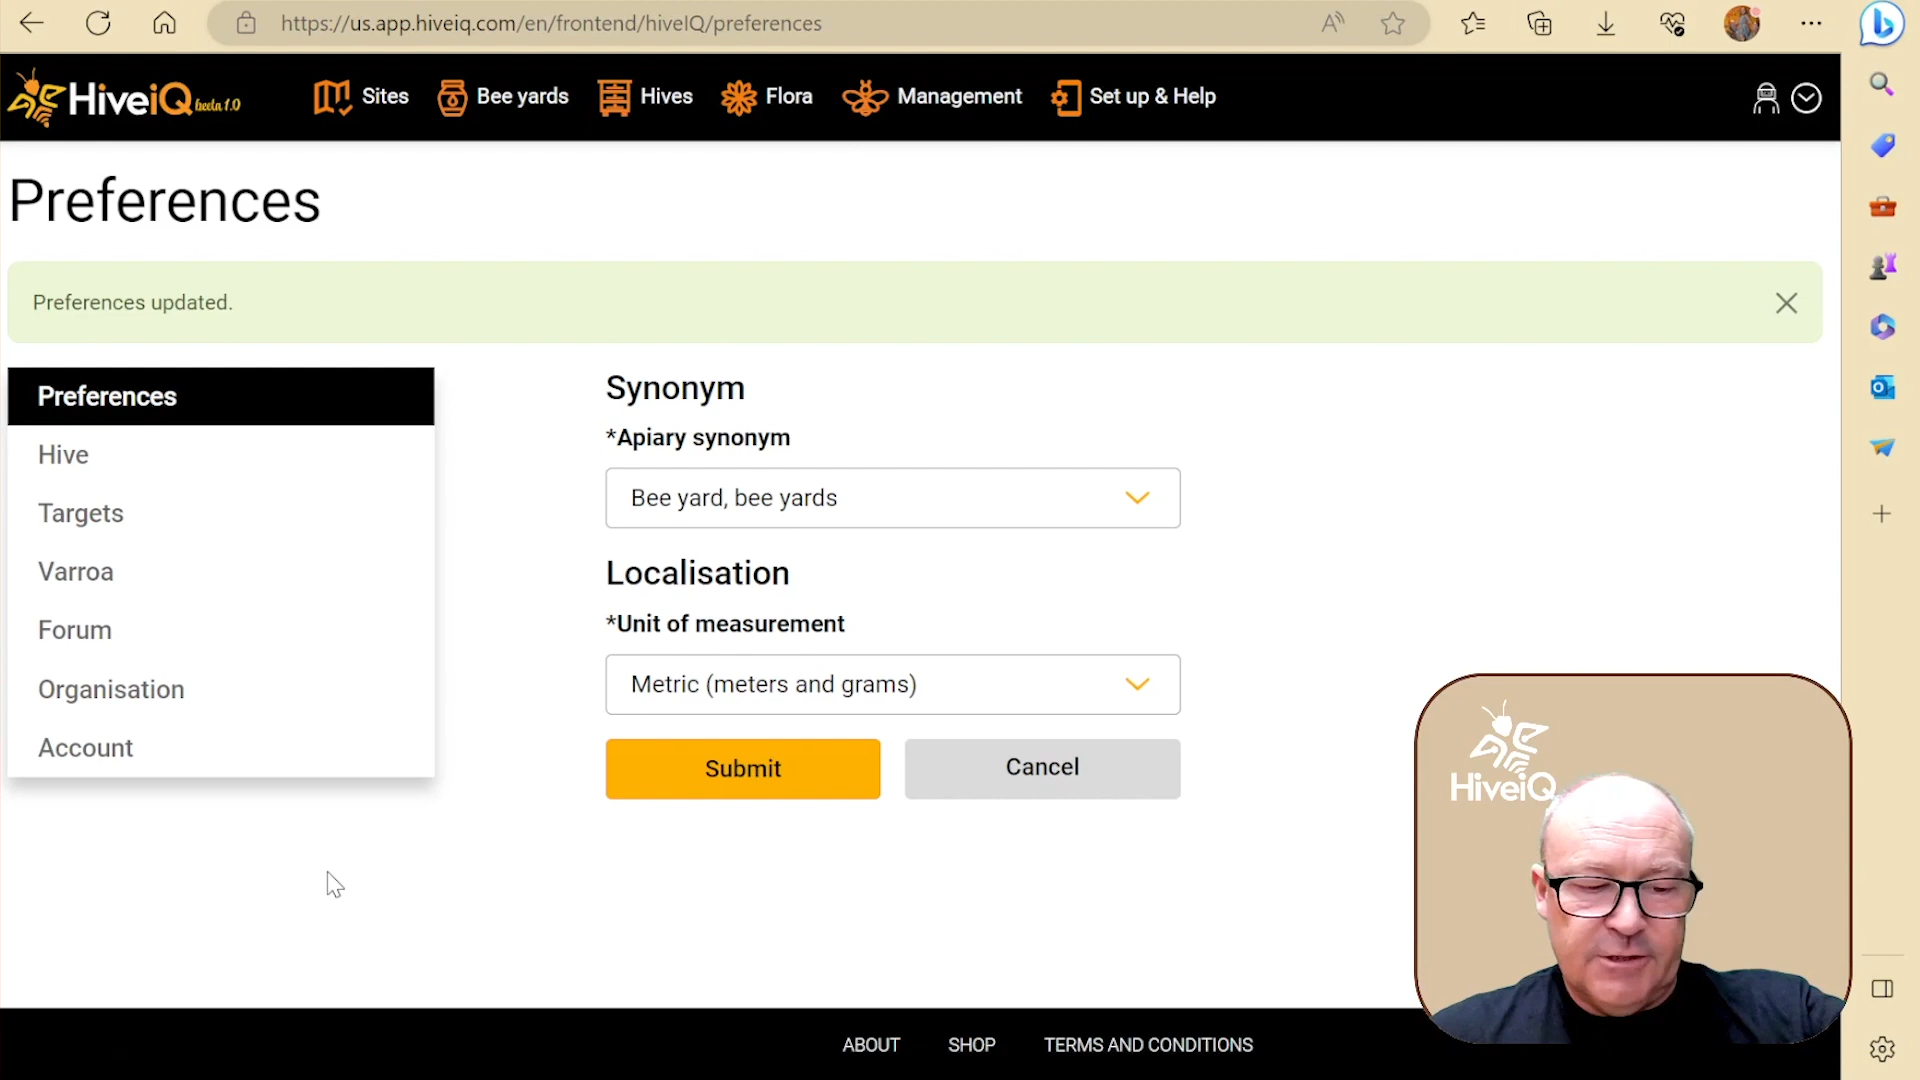 https://us.app.hiveiq.com/en/frontend/hiveIQ/preferences
HiveiQ beeta 1.0
Sites
Bee yards
Hives
Flora
Management
Set up & Help
Preferences
Preferences updated.
Preferences
Hive
Targets
Varroa
Forum
Organisation
Account
Synonym
*Apiary synonym
Bee yard, bee yards
Localisation
*Unit of measurement
Metric (meters and grams)
Submit
Cancel
HiveiQ
ABOUT
SHOP
TERMS AND CONDITIONS